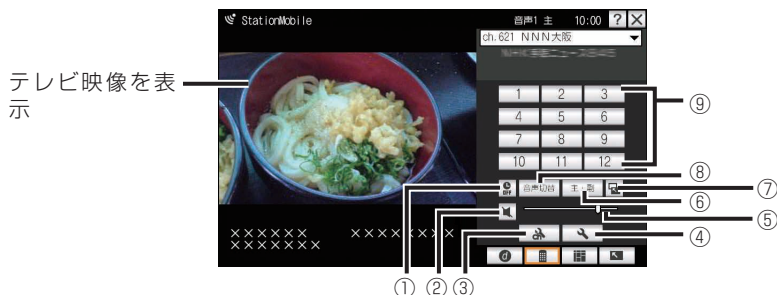 StationMobile 音声1 主 10:00 ? ×
ch.621 NNN大阪
テレビ映像を表
示
1 2 3
4 5 6
7 8 9
10 11 12
⑨
⑧
OFF 音声切替 主・副
⑦
⑥
⑤
×××××× ××××××××
×××××××
④
d
① ② ③